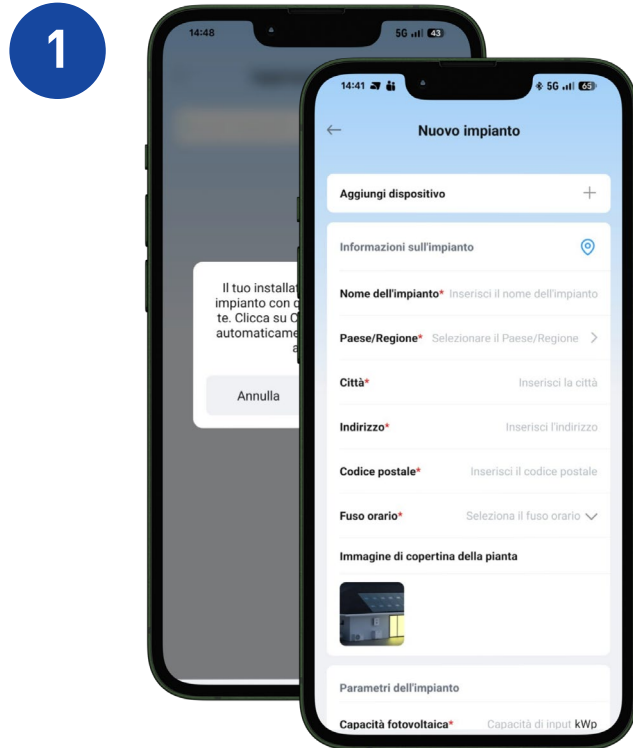 1
14:48
5G 43
Il tuo installat
impianto con q
te. Clicca su C
automaticame
a
Annulla
14:41 5G 65
Nuovo impianto
Aggiungi dispositivo
Informazioni sull'impianto
Nome dell'impianto* Inserisci il nome dell'impianto
Paese/Regione* Selezionare il Paese/Regione
Città* Inserisci la città
Indirizzo* Inserisci l'indirizzo
Codice postale* Inserisci il codice postale
Fuso orario* Seleziona il fuso orario
Immagine di copertina della pianta
Parametri dell'impianto
Capacità fotovoltaica* Capacità di input kWp